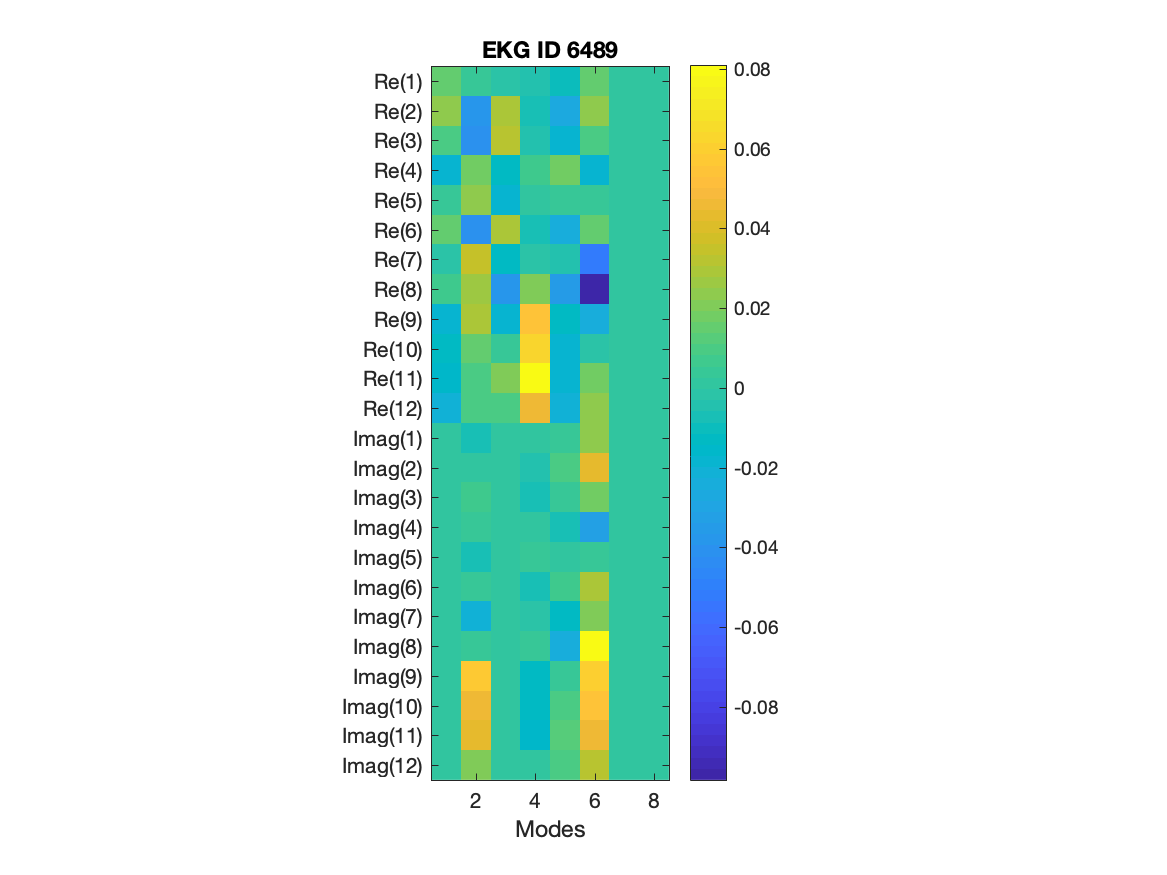 EKG ID 6489
Re(1)
Re(2)
Re(3)
Re(4)
Re(5)
Re(6)
Re(7)
Re(8)
Re(9)
Re(10)
Re(11)
Re(12)
Imag(1)
Imag(2)
Imag(3)
Imag(4)
Imag(5)
Imag(6)
Imag(7)
Imag(8)
Imag(9)
Imag(10)
Imag(11)
Imag(12)
2 4 6 8
Modes
0.08
0.06
0.04
0.02
0
-0.02
-0.04
-0.06
-0.08